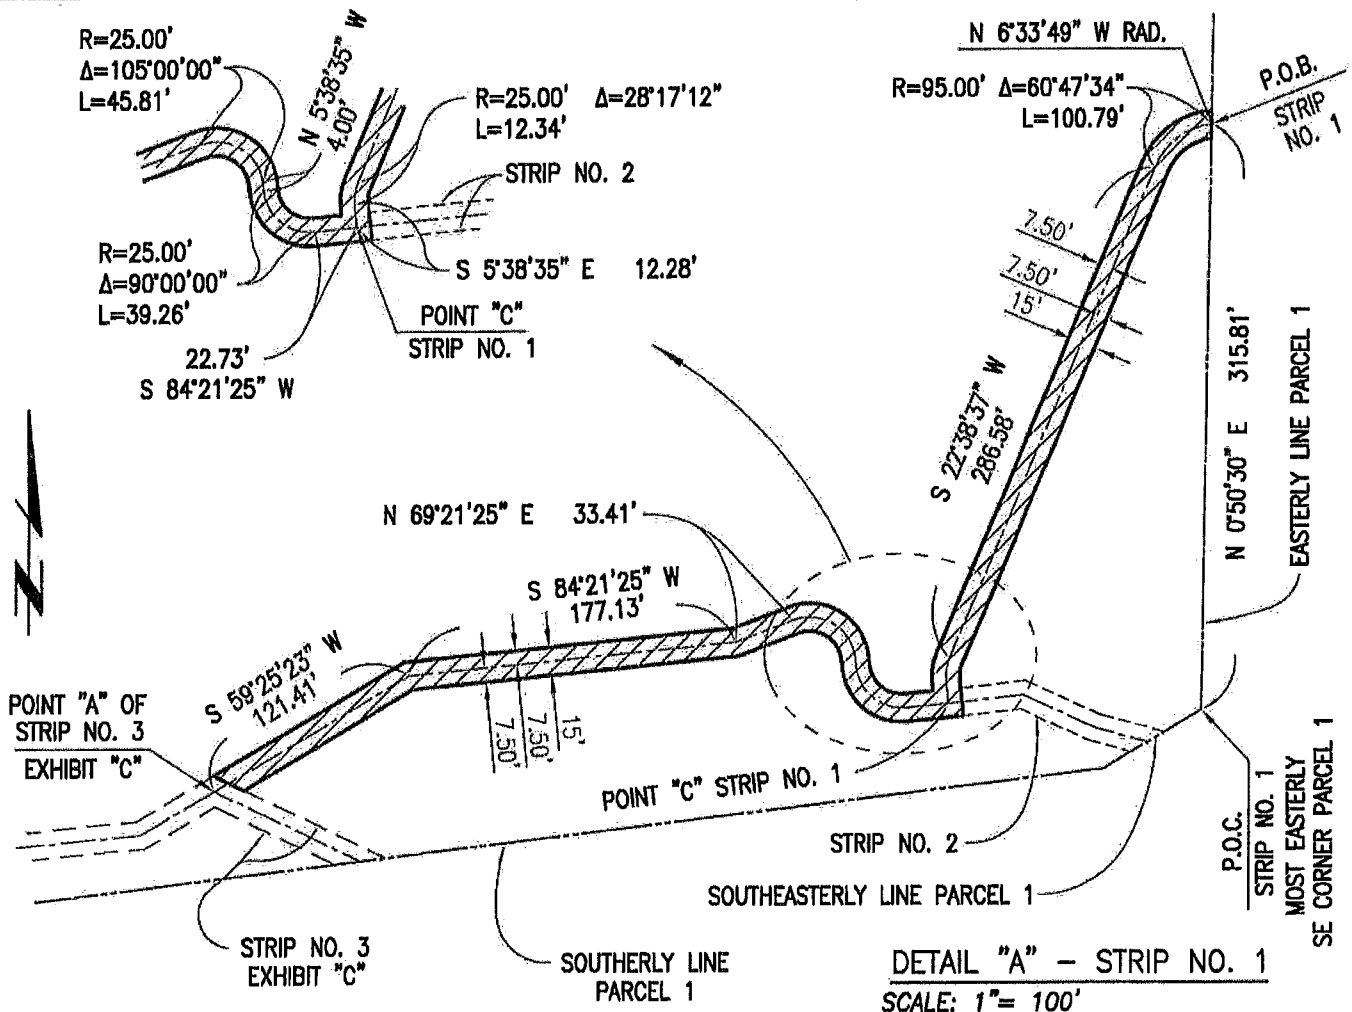 R=25.00'
Δ=105°00'00"
L=45.81'
N 5°38'35" W
4.00'
R=25.00' Δ=28°17'12"
L=12.34'
STRIP NO. 2
R=25.00'
Δ=90°00'00"
L=39.26'
S 5°38'35" E 12.28'
POINT "C"
STRIP NO. 1
22.73'
S 84°21'25" W
N 6°33'49" W RAD.
R=95.00' Δ=60°47'34"
L=100.79'
P.O.B.
STRIP
NO. 1
7.50'
7.50'
15'
S 22°38'37" W
286.58'
N 0°50'30" E 315.81'
EASTERLY LINE PARCEL 1
N 69°21'25" E 33.41'
S 84°21'25" W
177.13'
S 59°25'23" W
121.41'
15'
7.50'
7.50'
POINT "A" OF
STRIP NO. 3
EXHIBIT "C"
POINT "C" STRIP NO. 1
STRIP NO. 2
SOUTHEASTERLY LINE PARCEL 1
P.O.C.
STRIP NO. 1
MOST EASTERLY
SE CORNER PARCEL 1
STRIP NO. 3
EXHIBIT "C"
SOUTHERLY LINE
PARCEL 1
N
DETAIL "A" - STRIP NO. 1
SCALE: 1"= 100'